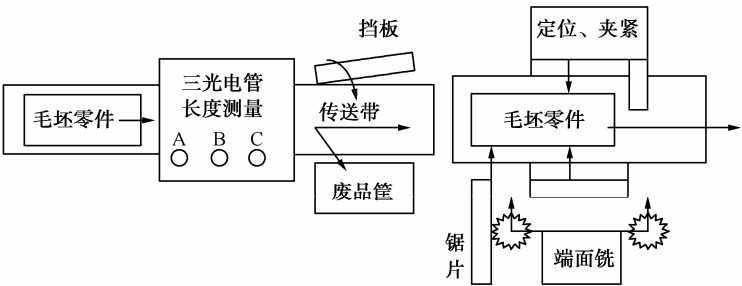 挡板
三光电管
长度测量
毛坯零件
A B C
传送带
废品筐
定位、夹紧
毛坯零件
锯
片
端面铣